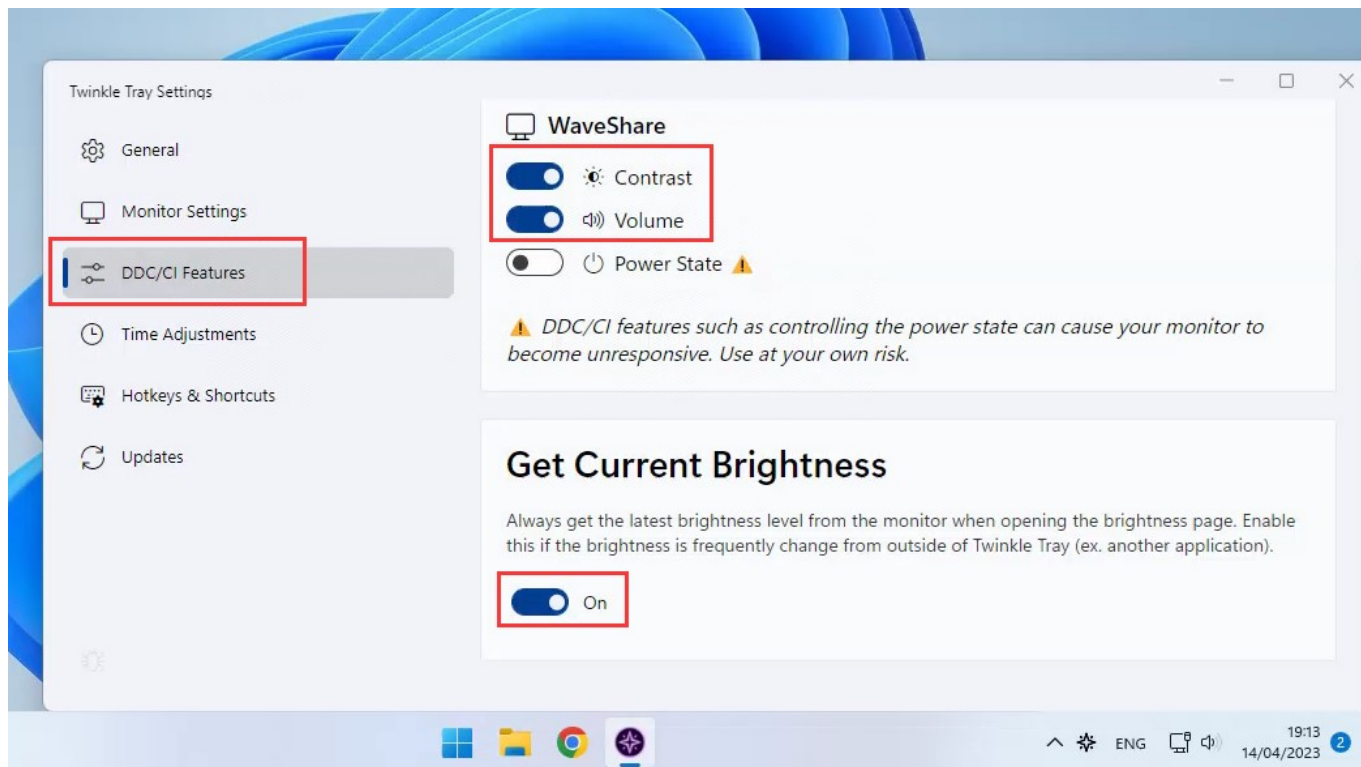 Twinkle Tray Settings
General
Monitor Settings
DDC/CI Features
Time Adjustments
Hotkeys & Shortcuts
Updates
WaveShare
Contrast
Volume
Power State
DDC/CI features such as controlling the power state can cause your monitor to
become unresponsive. Use at your own risk.
Get Current Brightness
Always get the latest brightness level from the monitor when opening the brightness page. Enable
this if the brightness is frequently change from outside of Twinkle Tray (ex. another application).
On
ENG
19:13
14/04/2023
2